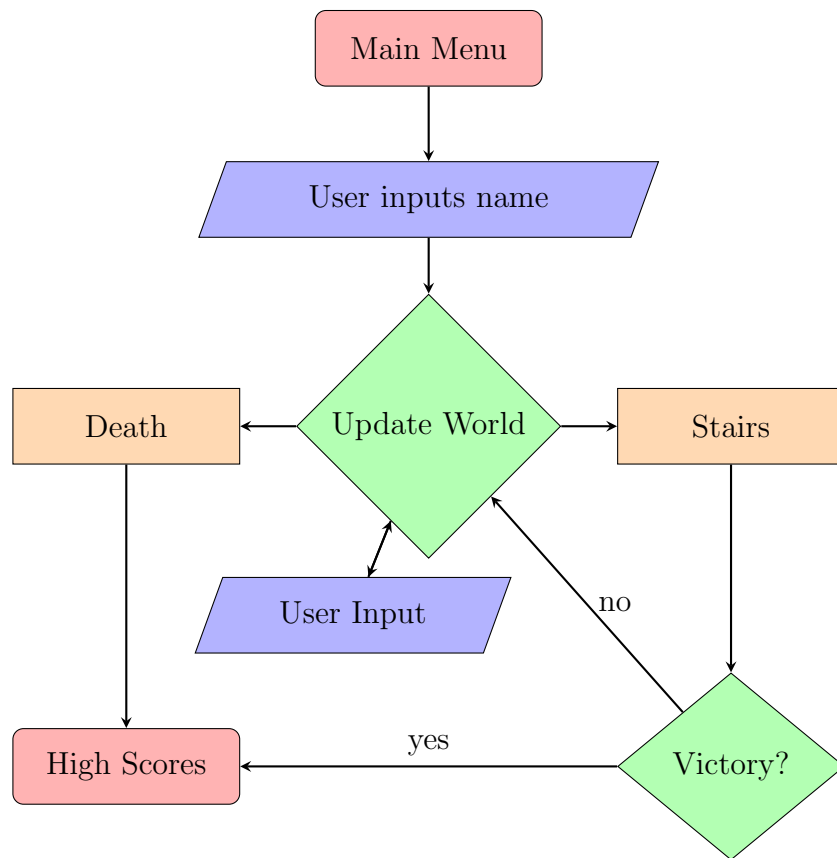 Main Menu
User inputs name
Death
Update World
Stairs
User Input
no
yes
High Scores
Victory?